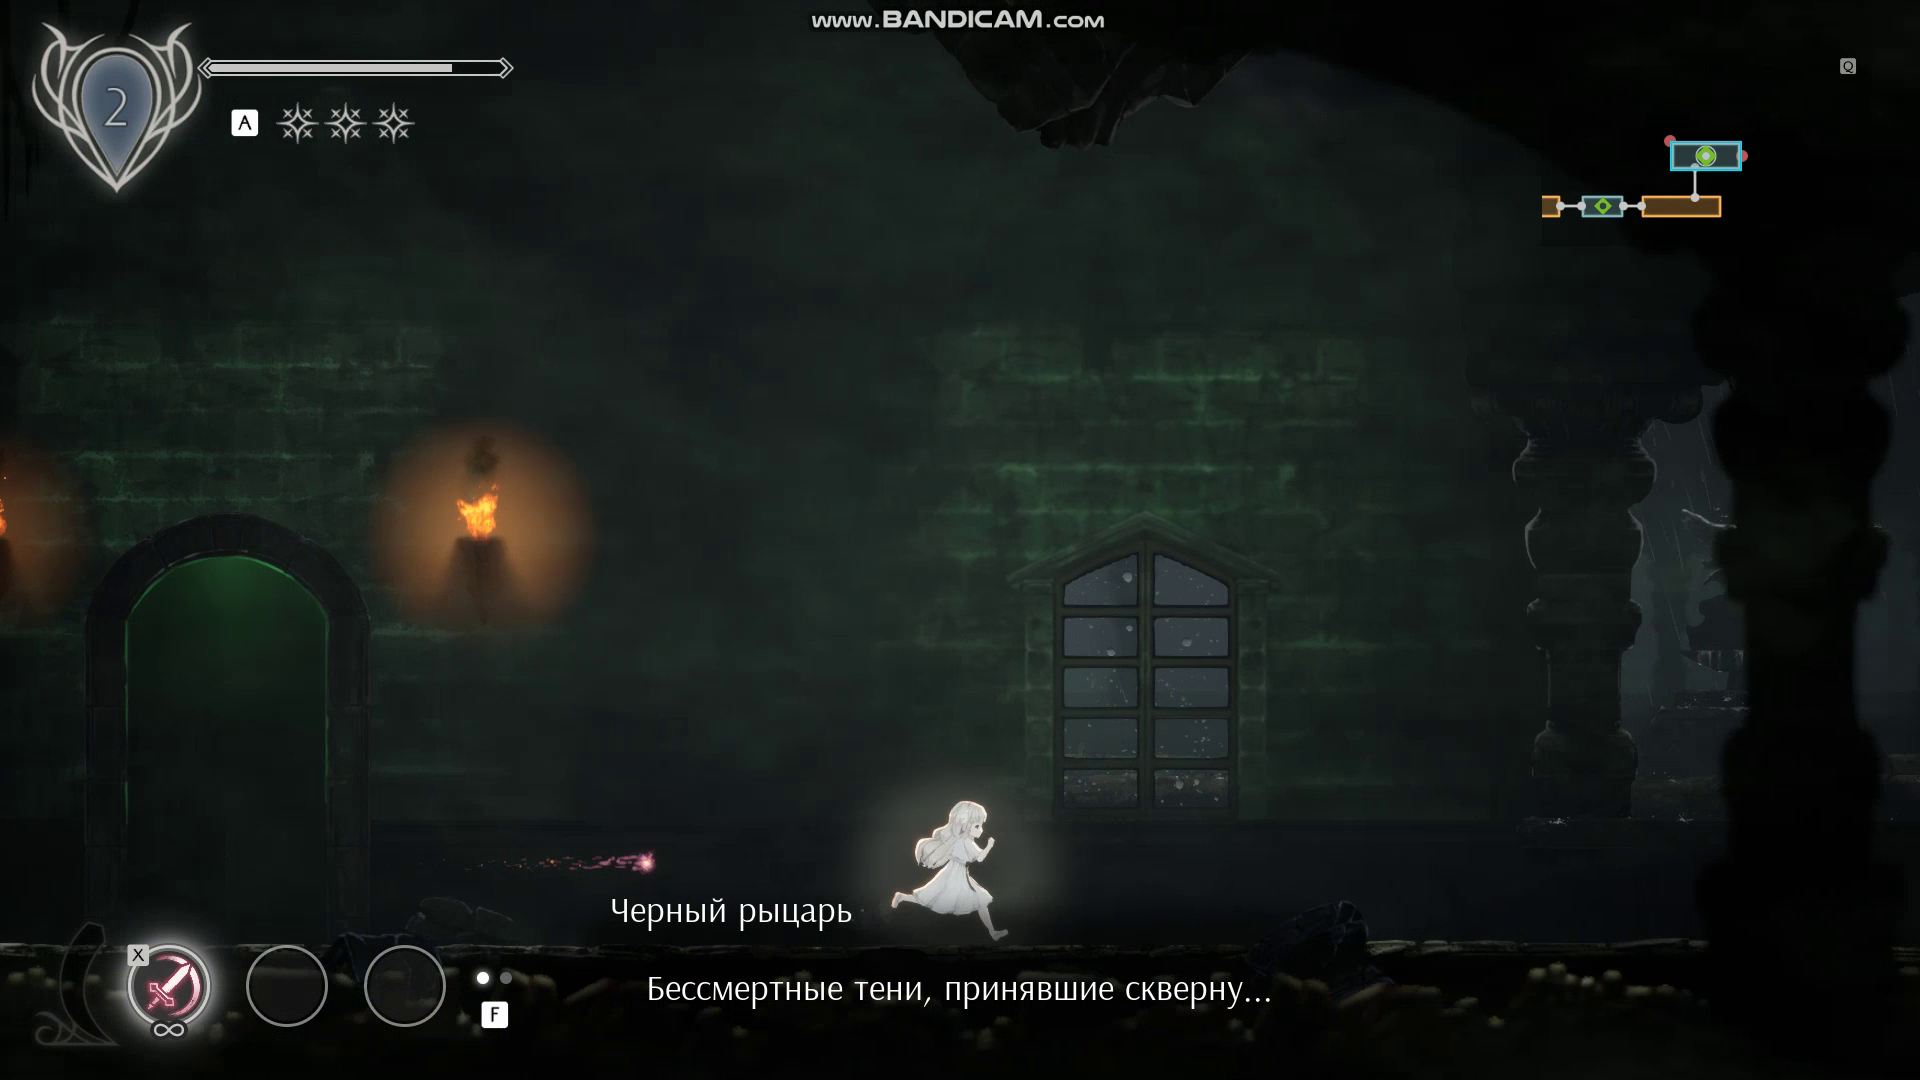 www.BANDICAM.com
Q
2
A
Черный рыцарь
X
Бессмертные тени, принявшие скверну...
F